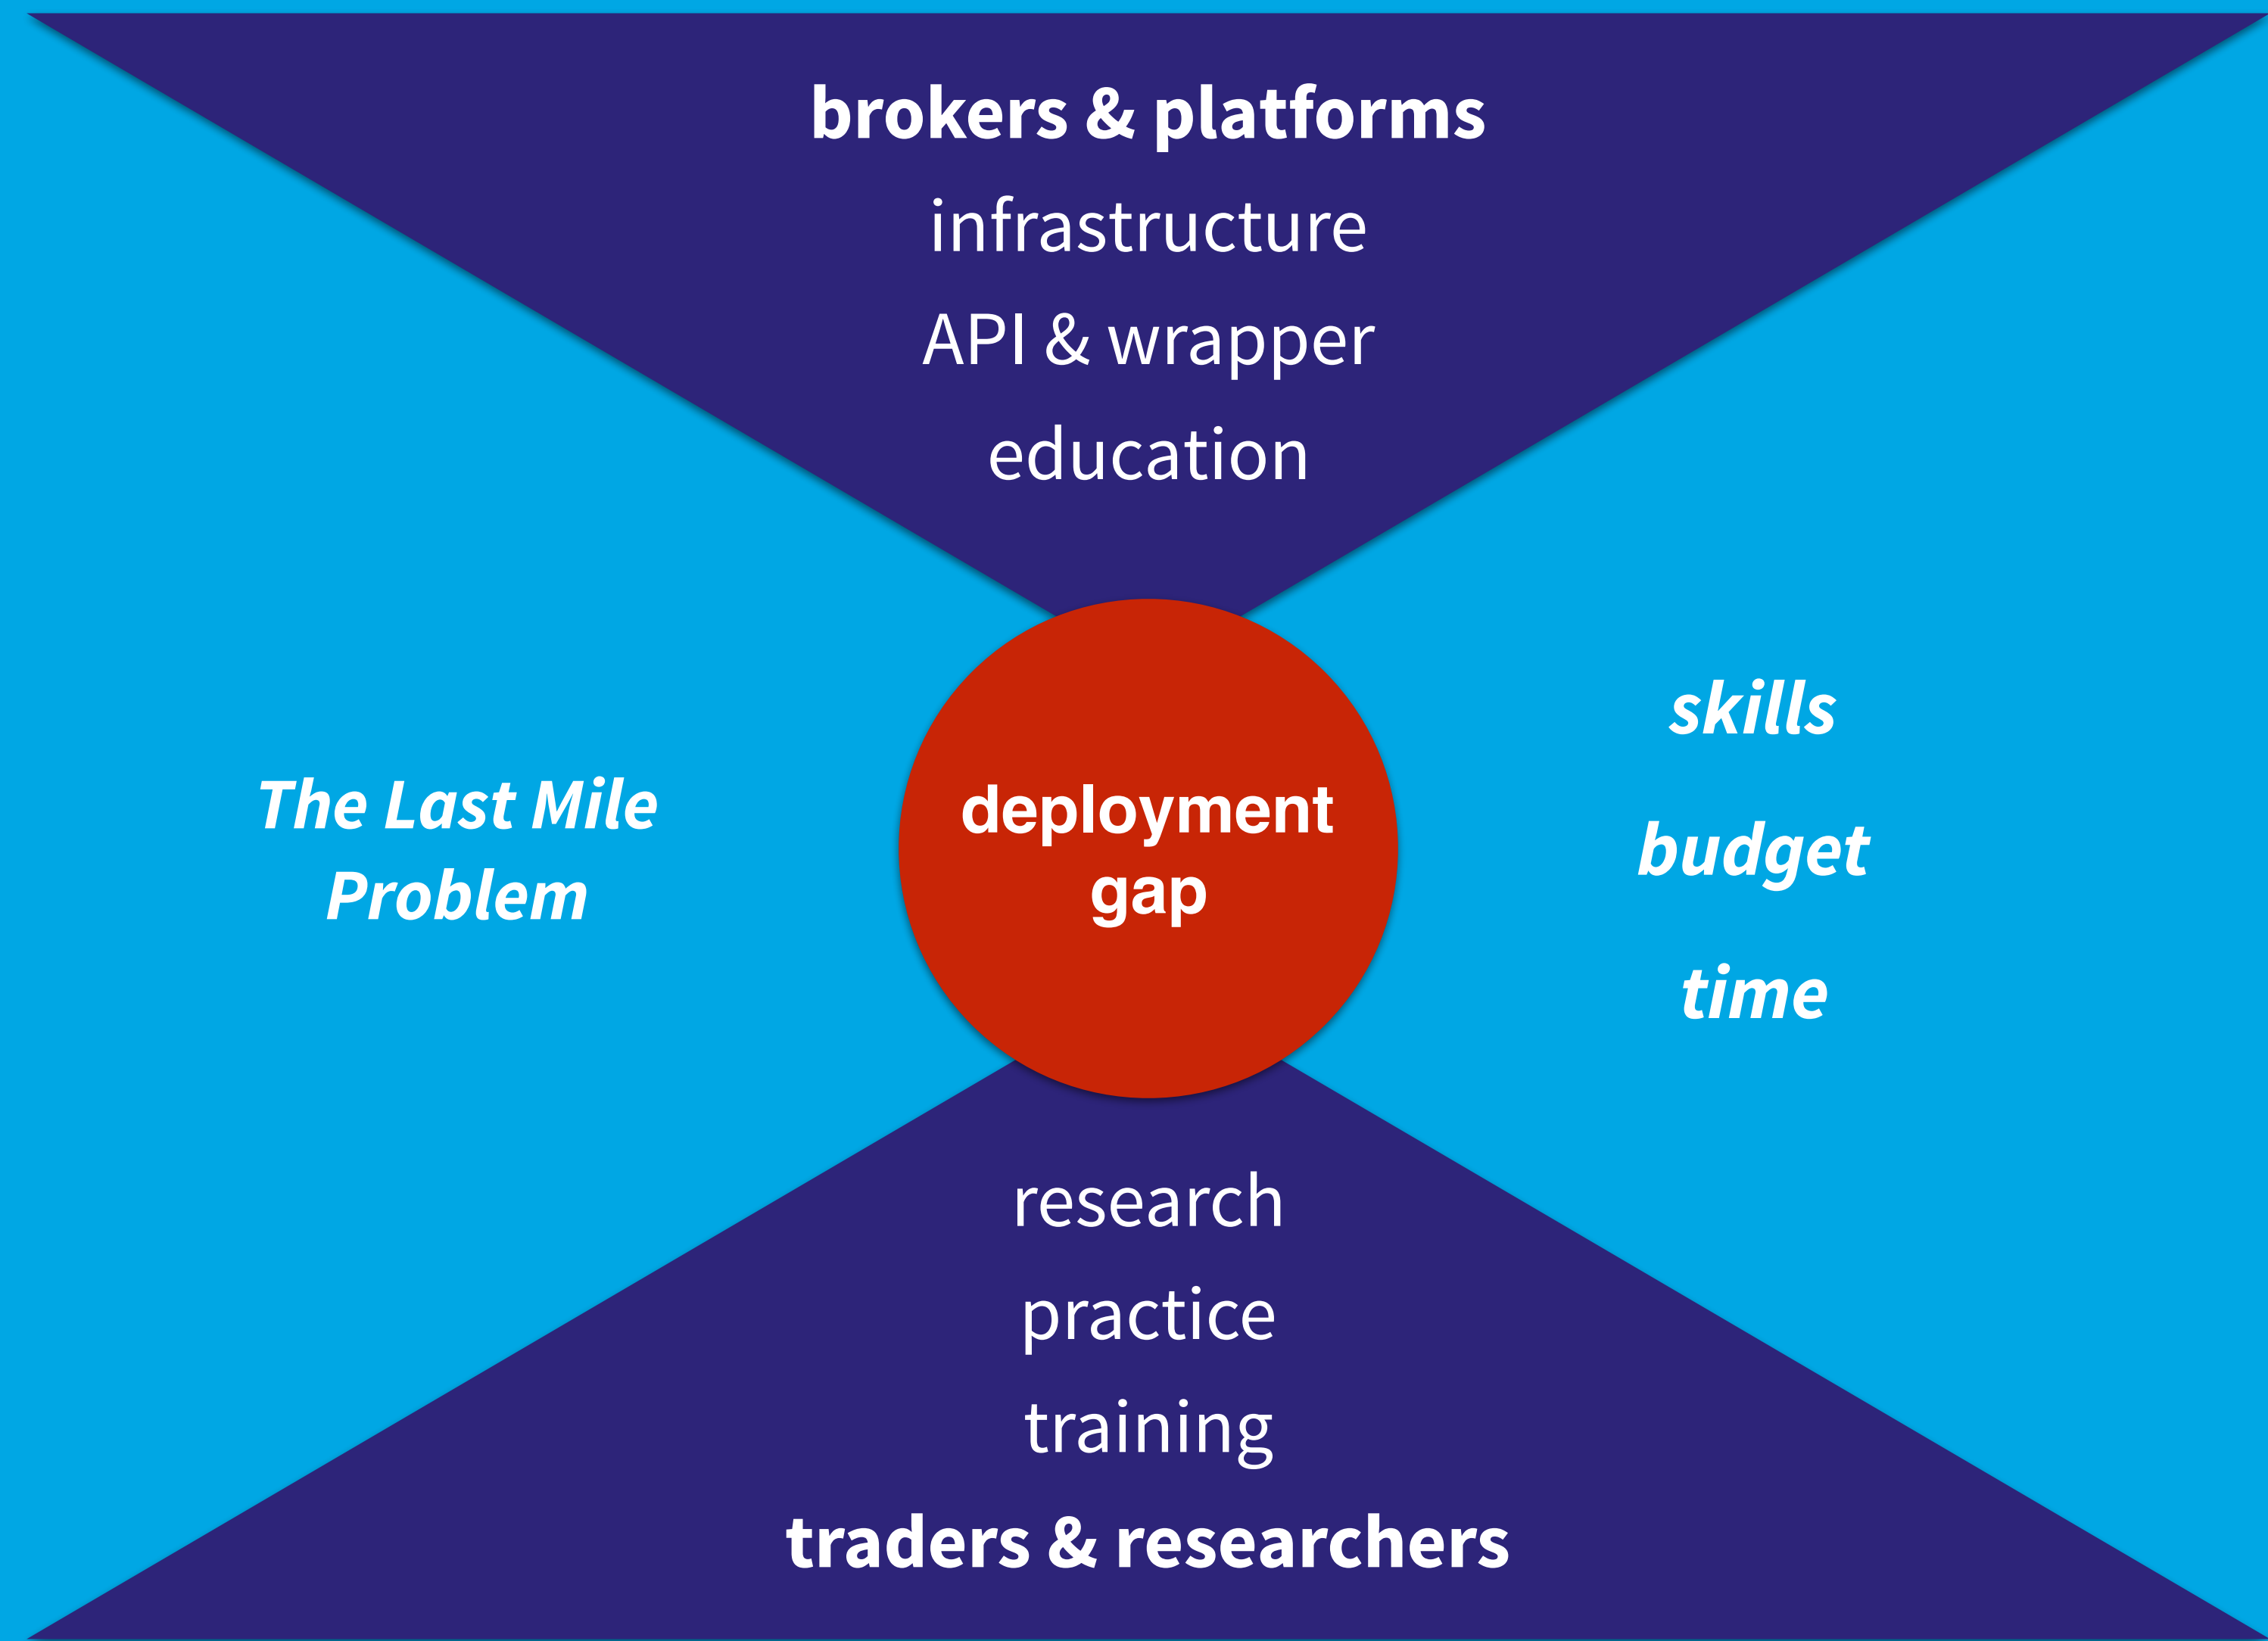 brokers & platforms
infrastructure
API & wrapper
education
The Last Mile
Problem
deployment
gap
skills
budget
time
research
practice
training
traders & researchers